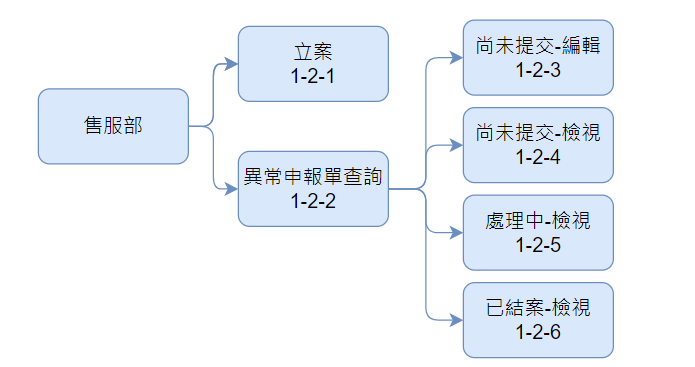 售服部
立案
1-2-1
異常申報單查詢
1-2-2
尚未提交-編輯
1-2-3
尚未提交-檢視
1-2-4
處理中-檢視
1-2-5
已結案-檢視
1-2-6